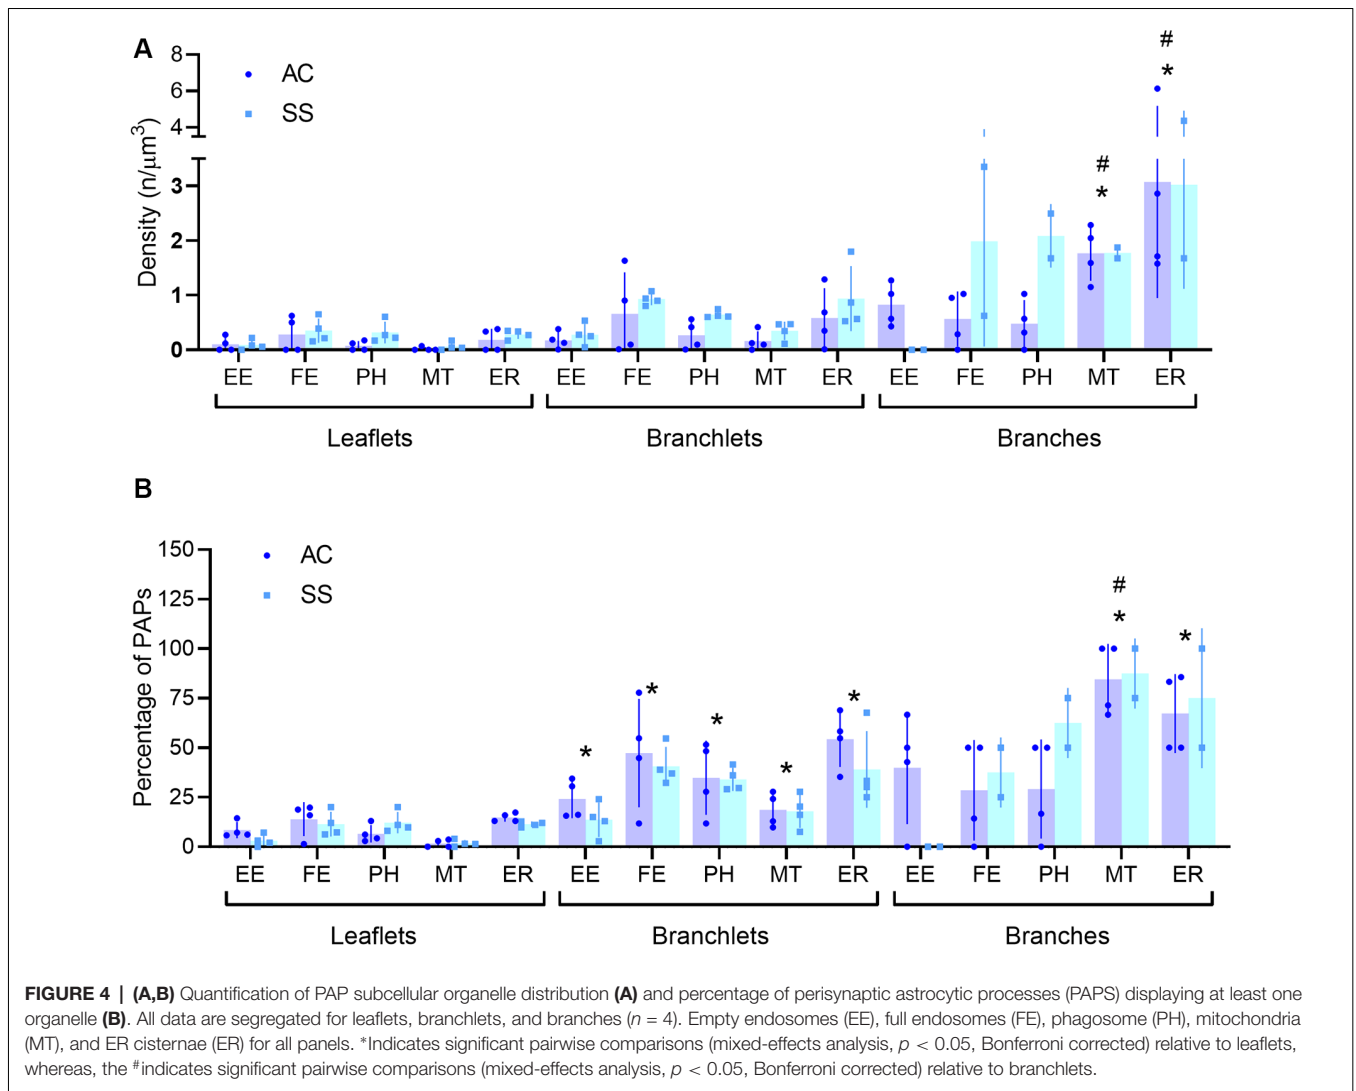 A
8
6
4
3
2
1
0
Density (n/μm³)
AC
SS
#
*
#
*
EE FE PH MT ER EE FE PH MT ER EE FE PH MT ER
Leaflets Branchlets Branches
B
150
125
100
75
50
25
0
Percentage of PAPs
AC
SS
* * * * * # * *
EE FE PH MT ER EE FE PH MT ER EE FE PH MT ER
Leaflets Branchlets Branches
FIGURE 4 | (A,B) Quantification of PAP subcellular organelle distribution (A) and percentage of perisynaptic astrocytic processes (PAPS) displaying at least one
organelle (B). All data are segregated for leaflets, branchlets, and branches (n = 4). Empty endosomes (EE), full endosomes (FE), phagosome (PH), mitochondria
(MT), and ER cisternae (ER) for all panels. *Indicates significant pairwise comparisons (mixed-effects analysis, p < 0.05, Bonferroni corrected) relative to leaflets,
whereas, the #indicates significant pairwise comparisons (mixed-effects analysis, p < 0.05, Bonferroni corrected) relative to branchlets.